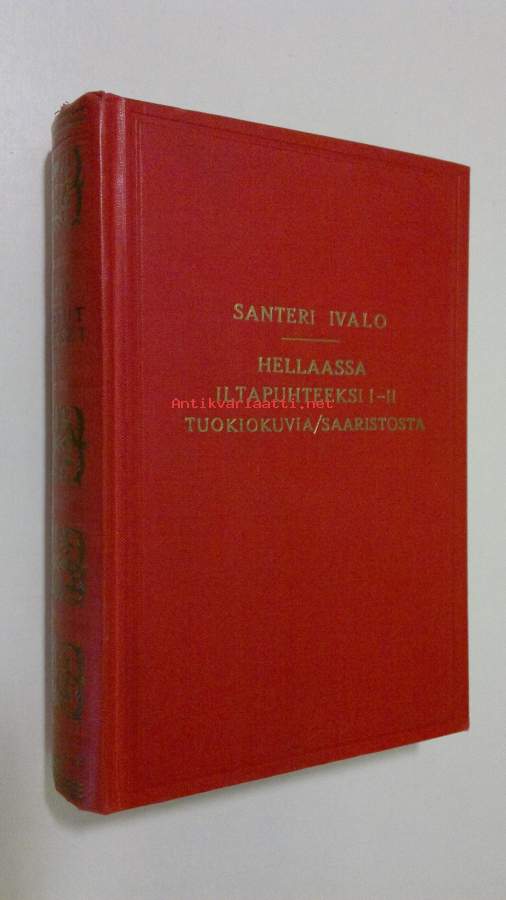 SANTERI IVALO
HELLAASSA
ILTAPUHTEEKSI I-II
Antikvariaatti.net
TUOKIOKUVIA/SAARISTOSTA